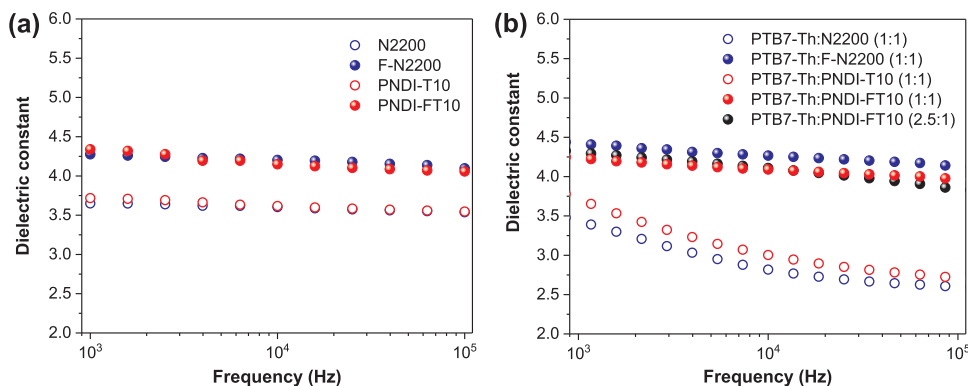 (a)
6.0
5.5
5.0
4.5
4.0
3.5
3.0
2.5
2.0
Dielectric constant
N2200
F-N2200
PNDI-T10
PNDI-FT10
10³
10⁴
10⁵
Frequency (Hz)
(b)
6.0
5.5
5.0
4.5
4.0
3.5
3.0
2.5
2.0
Dielectric constant
PTB7-Th:N2200 (1:1)
PTB7-Th:F-N2200 (1:1)
PTB7-Th:PNDI-T10 (1:1)
PTB7-Th:PNDI-FT10 (1:1)
PTB7-Th:PNDI-FT10 (2.5:1)
10³
10⁴
10⁵
Frequency (Hz)